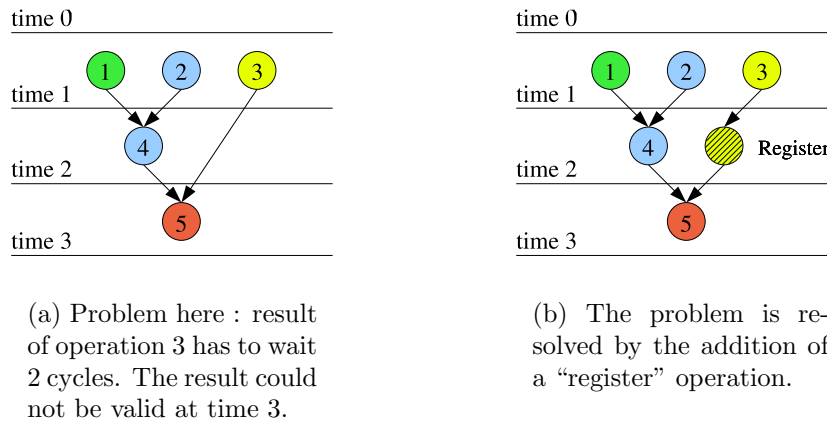 time 0
1 2 3
time 1
4
time 2
5
time 3
(a) Problem here : result
of operation 3 has to wait
2 cycles. The result could
not be valid at time 3.
time 0
1 2 3
time 1
4 Register
time 2
5
time 3
(b) The problem is re-
solved by the addition of
a “register” operation.